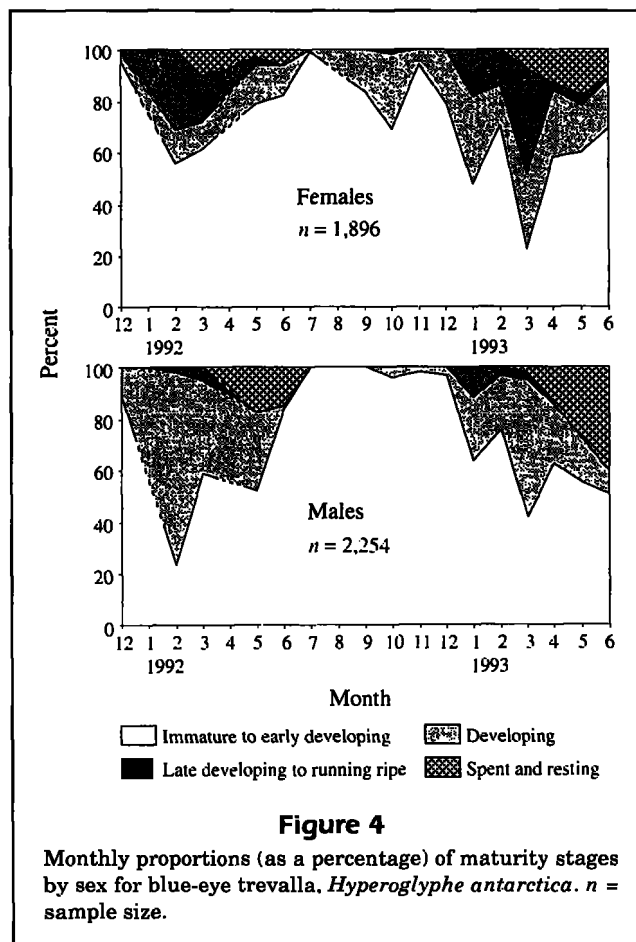 100
80
60
40
20
0
Females
n = 1,896
12 1 2 3 4 5 6 7 8 9 10 11 12 1 2 3 4 5 6
1992 1993
Percent
100
80
60
40
20
0
Males
n = 2,254
12 1 2 3 4 5 6 7 8 9 10 11 12 1 2 3 4 5 6
1992 1993
Month
Immature to early developing Developing
Late developing to running ripe Spent and resting
Figure 4
Monthly proportions (as a percentage) of maturity stages
by sex for blue-eye trevalla, Hyperoglyphe antarctica. n =
sample size.